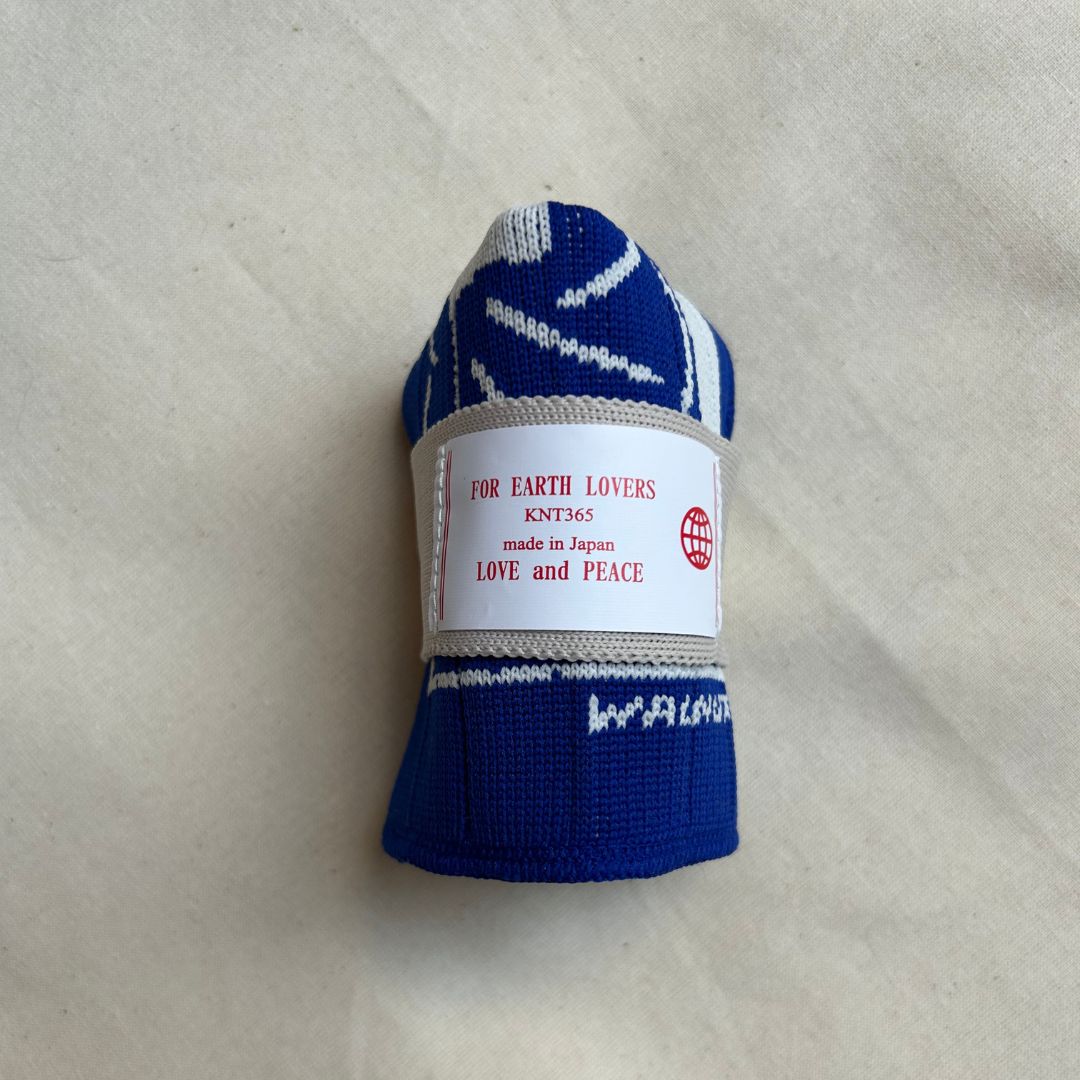 FOR EARTH LOVERS
KNT365
made in Japan
LOVE and PEACE